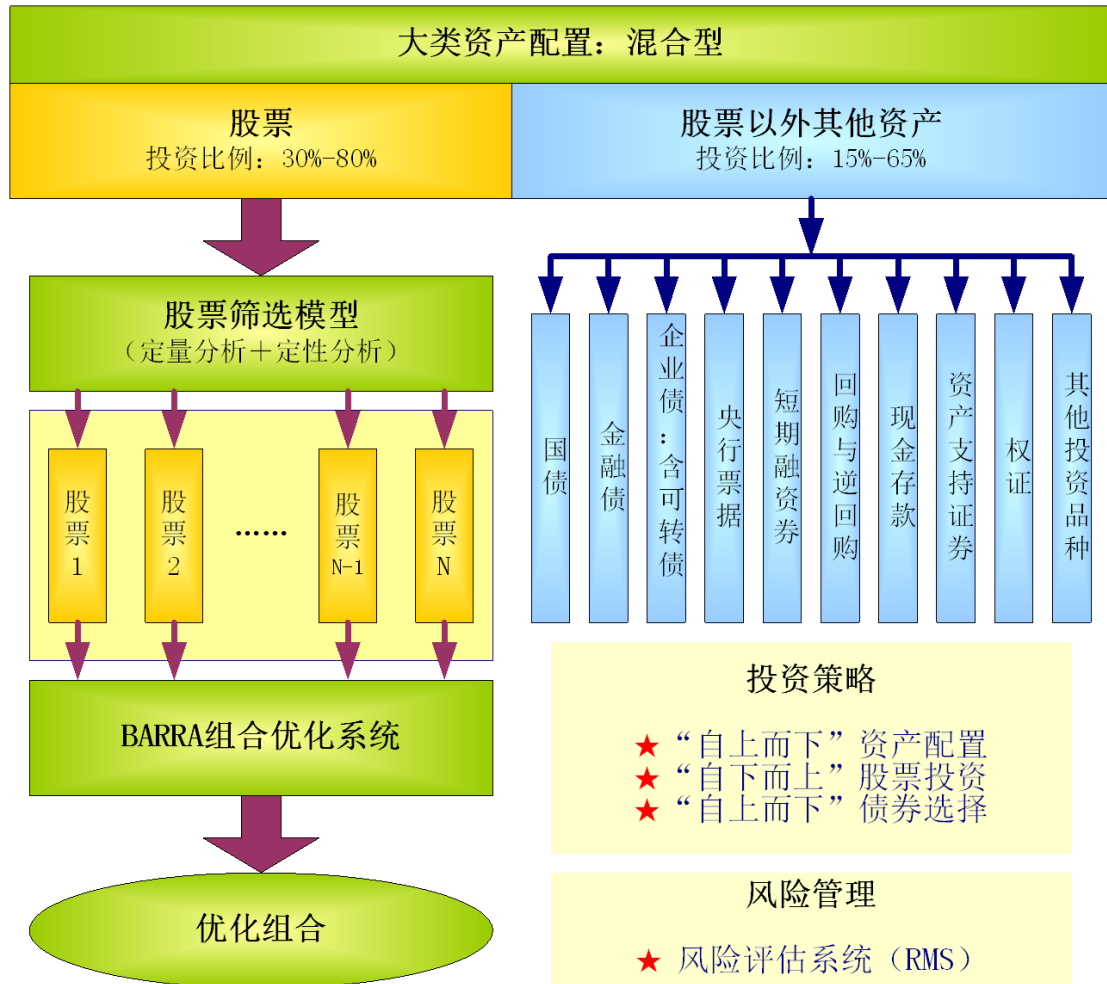 大类资产配置：混合型
股票
投资比例：30%-80%
股票以外其他资产
投资比例：15%-65%
股票筛选模型
（定量分析＋定性分析）
股票1
股票2
……
股票N-1
股票N
BARRA组合优化系统
优化组合
国债
金融债
企业债：含可转债
央行票据
短期融资券
回购与逆回购
现金存款
资产支持证券
权证
其他投资品种
投资策略
★“自上而下”资产配置
★“自下而上”股票投资
★“自上而下”债券选择
风险管理
★ 风险评估系统（RMS）